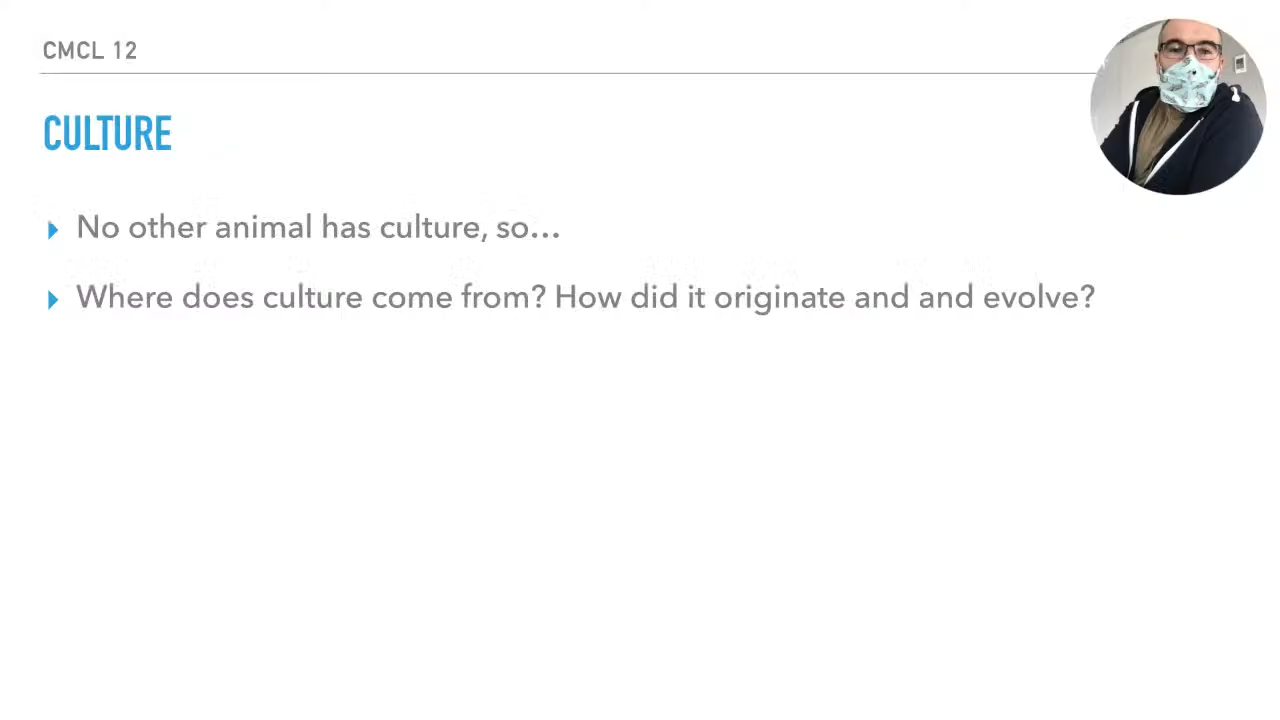 CMCL 12
CULTURE
No other animal has culture, so…
Where does culture come from? How did it originate and and evolve?